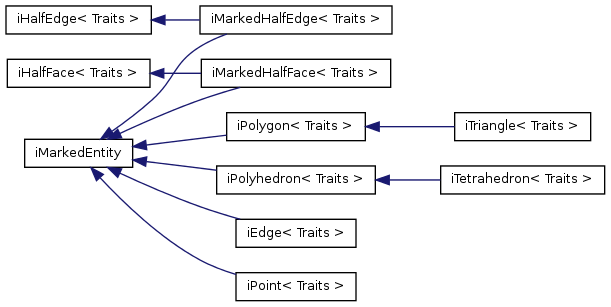 iHalfEdge< Traits >
iMarkedHalfEdge< Traits >
iHalfFace< Traits >
iMarkedHalfFace< Traits >
iPolygon< Traits >
iTriangle< Traits >
iMarkedEntity
iPolyhedron< Traits >
iTetrahedron< Traits >
iEdge< Traits >
iPoint< Traits >